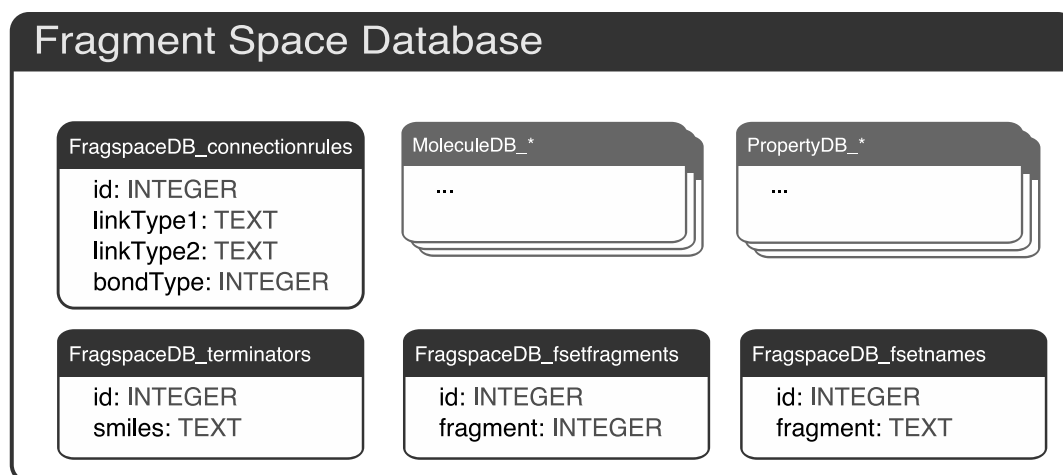 Fragment Space Database
FragspaceDB_connectionrules
id: INTEGER
linkType1: TEXT
linkType2: TEXT
bondType: INTEGER
MoleculeDB_*
...
PropertyDB_*
...
FragspaceDB_terminators
id: INTEGER
smiles: TEXT
FragspaceDB_fsetfragments
id: INTEGER
fragment: INTEGER
FragspaceDB_fsetnames
id: INTEGER
fragment: TEXT